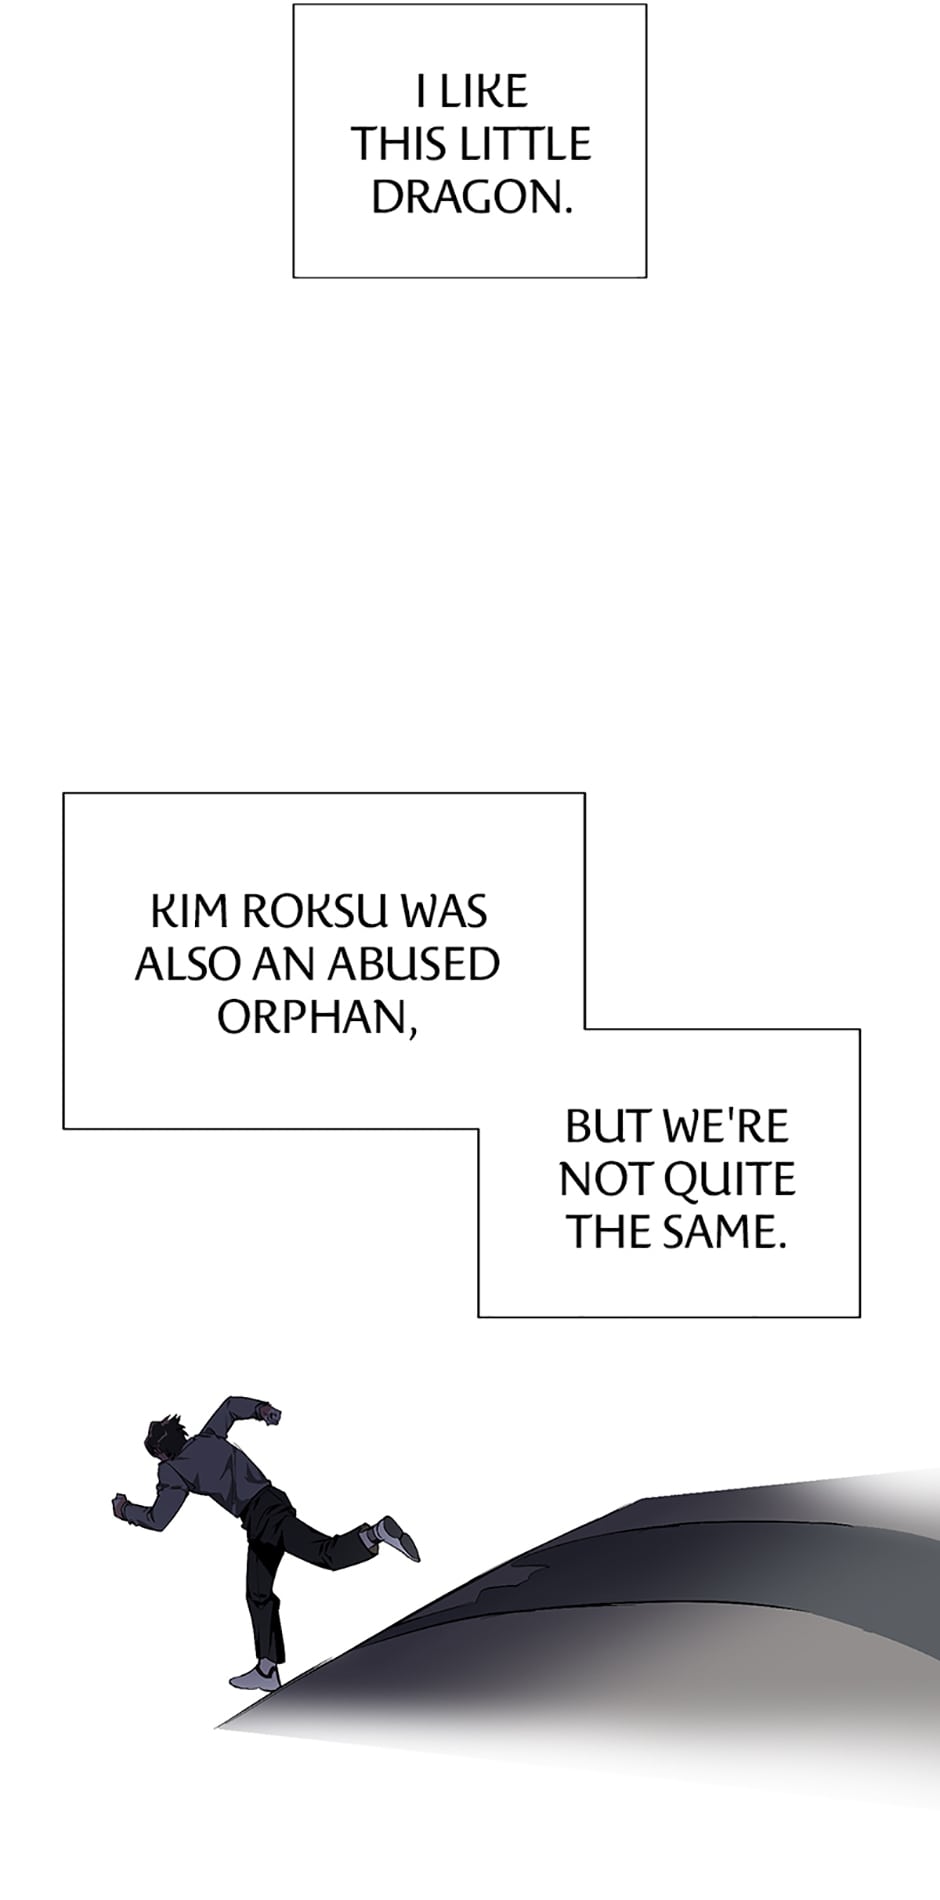 I LIKE
THIS LITTLE
DRAGON.
KIM ROKSU WAS
ALSO AN ABUSED
ORPHAN,
BUT WE'RE
NOT QUITE
THE SAME.